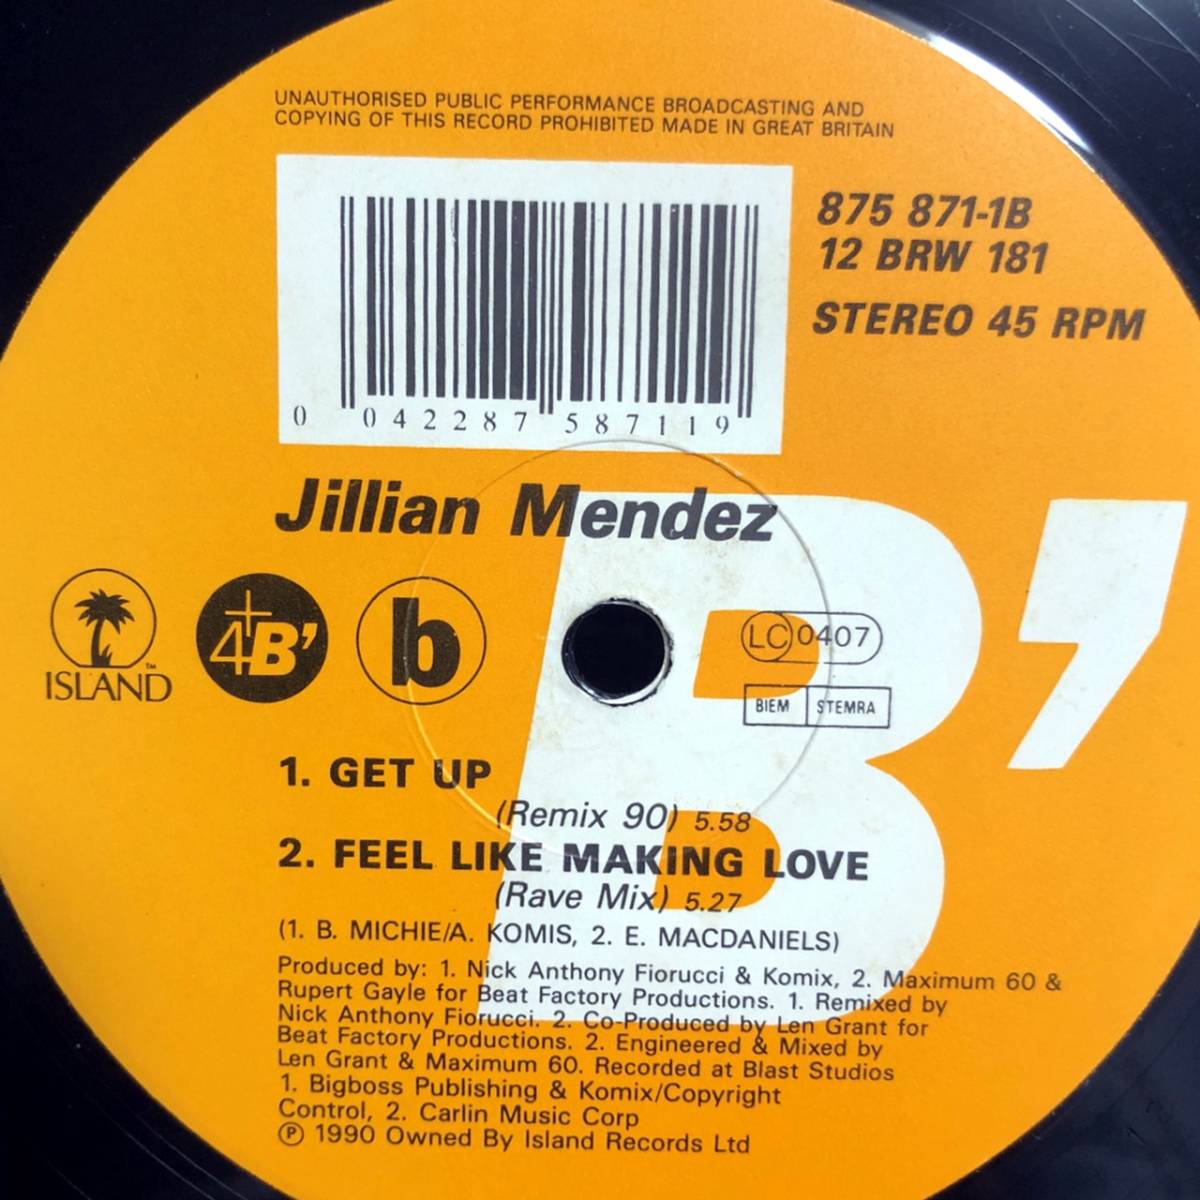 UNAUTHORISED PUBLIC PERFORMANCE BROADCASTING AND
COPYING OF THIS RECORD PROHIBITED MADE IN GREAT BRITAIN
875 871-1B
12 BRW 181
STEREO 45 RPM
0 042287 587119
Jillian Mendez
B'
ISLAND
TM
4+B'
b
LC 0407
BIEM STEMRA
1. GET UP
(Remix 90) 5.58
2. FEEL LIKE MAKING LOVE
(Rave Mix) 5.27
(1. B. MICHIE/A. KOMIS, 2. E. MACDANIELS)
Produced by: 1. Nick Anthony Fiorucci & Komix, 2. Maximum 60 &
Rupert Gayle for Beat Factory Productions. 1. Remixed by
Nick Anthony Fiorucci. 2. Co-Produced by Len Grant for
Beat Factory Productions. 2. Engineered & Mixed by
Len Grant & Maximum 60. Recorded at Blast Studios
1. Bigboss Publishing & Komix/Copyright
Control, 2. Carlin Music Corp
℗ 1990 Owned By Island Records Ltd